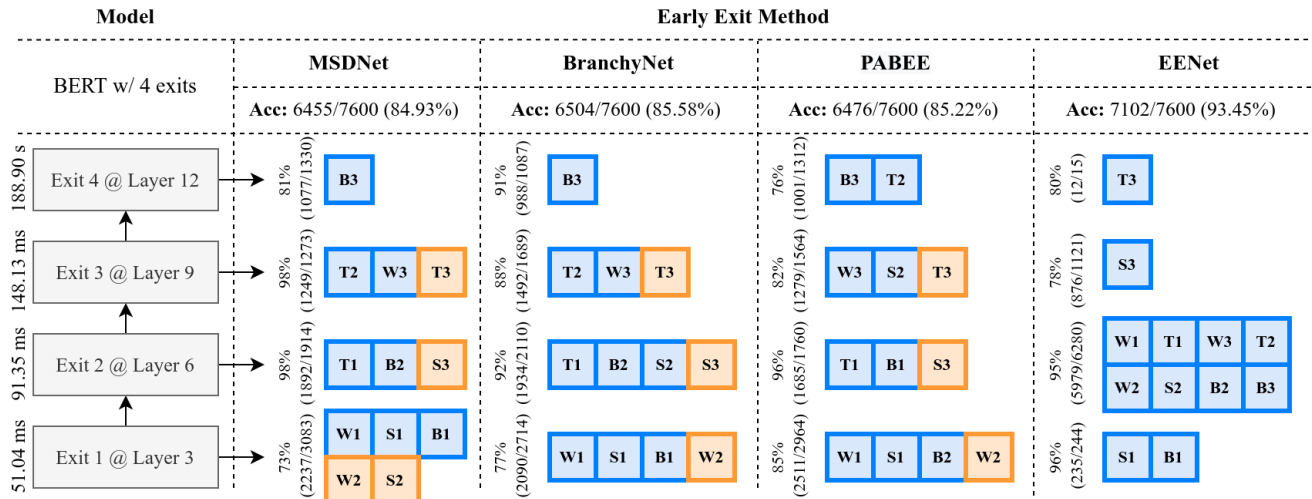 Model
Early Exit Method
BERT w/ 4 exits
MSDNet
BranchyNet
PABEE
EENet
Acc: 6455/7600 (84.93%)
Acc: 6504/7600 (85.58%)
Acc: 6476/7600 (85.22%)
Acc: 7102/7600 (93.45%)
188.90 s
Exit 4 @ Layer 12
81%
(1077/1330)
B3
91%
(988/1087)
B3
76%
(1001/1312)
B3 T2
80%
(12/15)
T3
148.13 ms
Exit 3 @ Layer 9
98%
(1249/1273)
T2 W3 T3
88%
(1492/1689)
T2 W3 T3
82%
(1279/1564)
W3 S2 T3
78%
(876/1121)
S3
91.35 ms
Exit 2 @ Layer 6
98%
(1892/1914)
T1 B2 S3
92%
(1934/2110)
T1 B2 S2 S3
96%
(1685/1760)
T1 B1 S3
95%
(5979/6280)
W1 T1 W3 T2
W2 S2 B2 B3
51.04 ms
Exit 1 @ Layer 3
73%
(2237/3083)
W1 S1 B1
W2 S2
77%
(2090/2714)
W1 S1 B1 W2
85%
(2511/2964)
W1 S1 B2 W2
96%
(235/244)
S1 B1